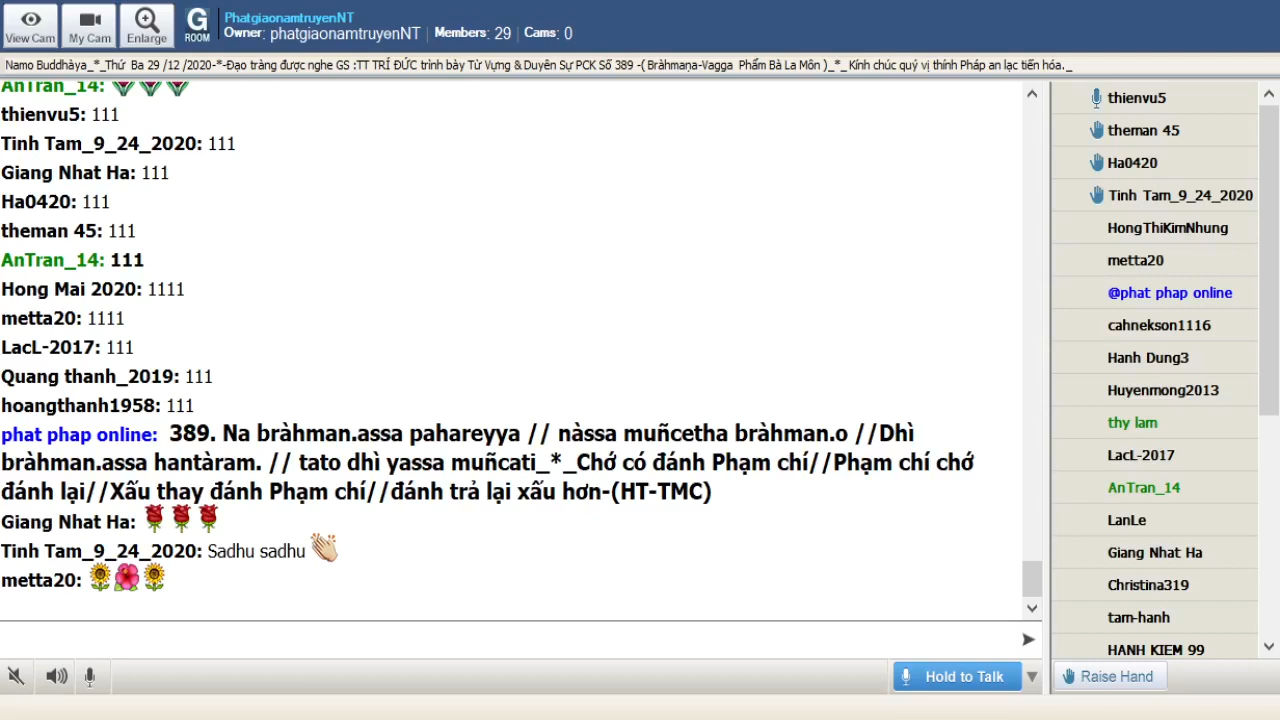 View Cam
My Cam
Enlarge
G
ROOM
PhatgiaonamtruyenNT
Owner: phatgiaonamtruyenNT | Members: 29 | Cams: 0
Namo Buddhàya_*_Thứ Ba 29 /12 /2020-*-Đạo tràng được nghe GS :TT TRÍ ĐỨC trình bày Từ Vựng & Duyên Sự PCK Số 389 -( Bràhmaṇa-Vagga Phẩm Bà La Môn )_*_ Kính chúc quý vị thính Pháp an lạc tiến hóa._
AnTran_14:
thienvu5: 111
Tinh Tam_9_24_2020: 111
Giang Nhat Ha: 111
Ha0420: 111
theman 45: 111
AnTran_14: 111
Hong Mai 2020: 1111
metta20: 1111
LacL-2017: 111
Quang thanh_2019: 111
hoangthanh1958: 111
phat phap online: 389. Na bràhman.assa pahareyya // nàssa muñcetha bràhman.o //Dhì
bràhman.assa hantàram. // tato dhì yassa muñcati_*_Chớ có đánh Phạm chí//Phạm chí chớ
đánh lại//Xấu thay đánh Phạm chí//đánh trả lại xấu hơn-(HT-TMC)
Giang Nhat Ha:
Tinh Tam_9_24_2020: Sadhu sadhu
metta20:
Hold to Talk
thienvu5
theman 45
Ha0420
Tinh Tam_9_24_2020
HongThiKimNhung
metta20
@phat phap online
cahnekson1116
Hanh Dung3
Huyenmong2013
thy lam
LacL-2017
AnTran_14
LanLe
Giang Nhat Ha
Christina319
tam-hanh
HANH KIEM 99
Raise Hand